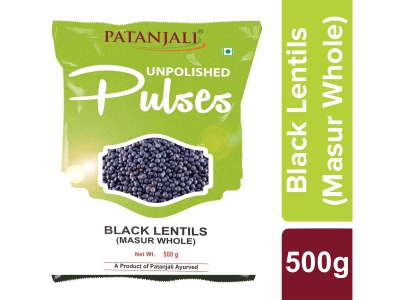 PATANJALI
UNPOLISHED
Pulses
BLACK LENTILS
(MASUR WHOLE)
Net Wt. 500 g
A Product of Patanjali Ayurved
Black Lentils
(Masur Whole)
500g